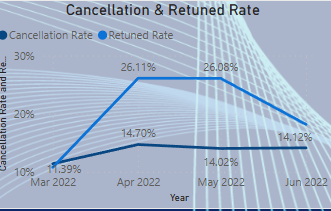 Cancellation & Retuned Rate
Cancellation Rate Retuned Rate
Cancellation Rate and Re...
30%
26.11% 26.08%
20%
14.70% 14.12%
14.02%
10%
11.39%
Mar 2022 Apr 2022 May 2022 Jun 2022
Year